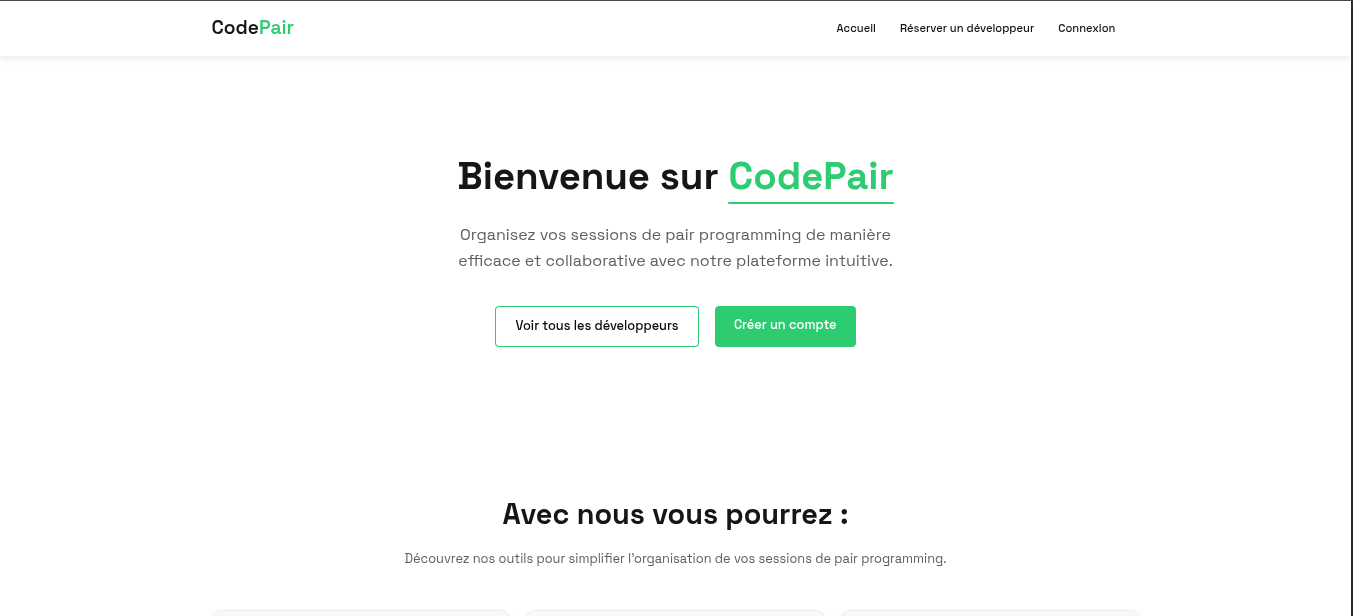 CodePair
Accueil
Réserver un développeur
Connexion
Bienvenue sur CodePair
Organisez vos sessions de pair programming de manière
efficace et collaborative avec notre plateforme intuitive.
Voir tous les développeurs
Créer un compte
Avec nous vous pourrez :
Découvrez nos outils pour simplifier l'organisation de vos sessions de pair programming.